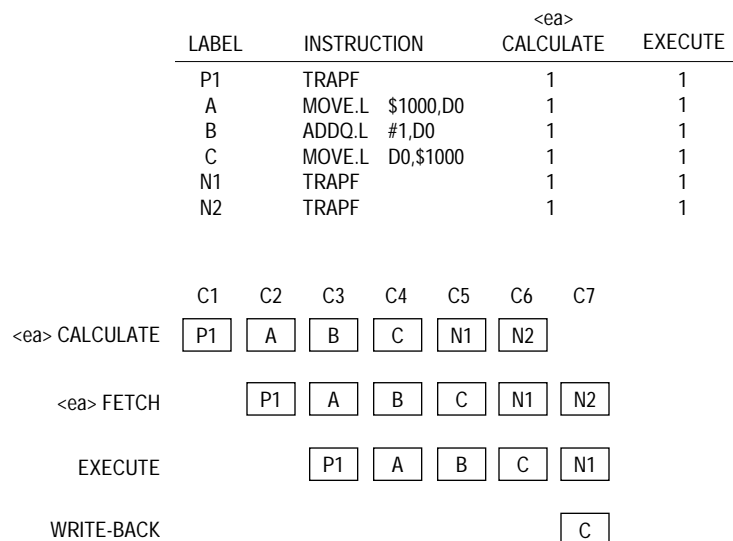 <ea>
LABEL INSTRUCTION CALCULATE EXECUTE
P1 TRAPF 1 1
A MOVE.L $1000,D0 1 1
B ADDQ.L #1,D0 1 1
C MOVE.L D0,$1000 1 1
N1 TRAPF 1 1
N2 TRAPF 1 1
C1 C2 C3 C4 C5 C6 C7
<ea> CALCULATE P1 A B C N1 N2
<ea> FETCH P1 A B C N1 N2
EXECUTE P1 A B C N1
WRITE-BACK C